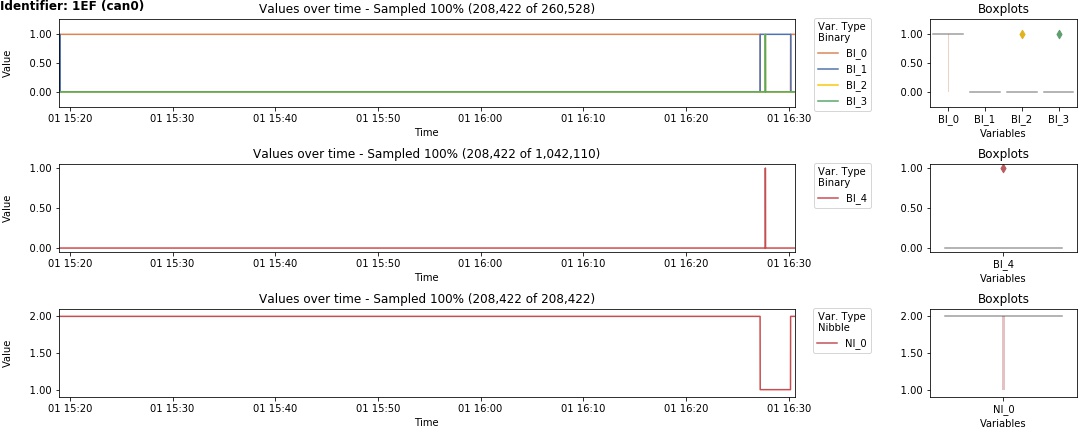 Identifier: 1EF (can0)
Values over time - Sampled 100% (208,422 of 260,528)
Boxplots
Value
1.00
0.50
0.00
01 15:20 01 15:30 01 15:40 01 15:50 01 16:00 01 16:10 01 16:20 01 16:30
Time
Var. Type
Binary
BI_0
BI_1
BI_2
BI_3
1.00
0.50
0.00
BI_0 BI_1 BI_2 BI_3
Variables
Values over time - Sampled 100% (208,422 of 1,042,110)
Boxplots
Value
1.00
0.50
0.00
01 15:20 01 15:30 01 15:40 01 15:50 01 16:00 01 16:10 01 16:20 01 16:30
Time
Var. Type
Binary
BI_4
1.00
0.50
0.00
BI_4
Variables
Values over time - Sampled 100% (208,422 of 208,422)
Boxplots
Value
2.00
1.50
1.00
01 15:20 01 15:30 01 15:40 01 15:50 01 16:00 01 16:10 01 16:20 01 16:30
Time
Var. Type
Nibble
NI_0
2.00
1.50
1.00
NI_0
Variables